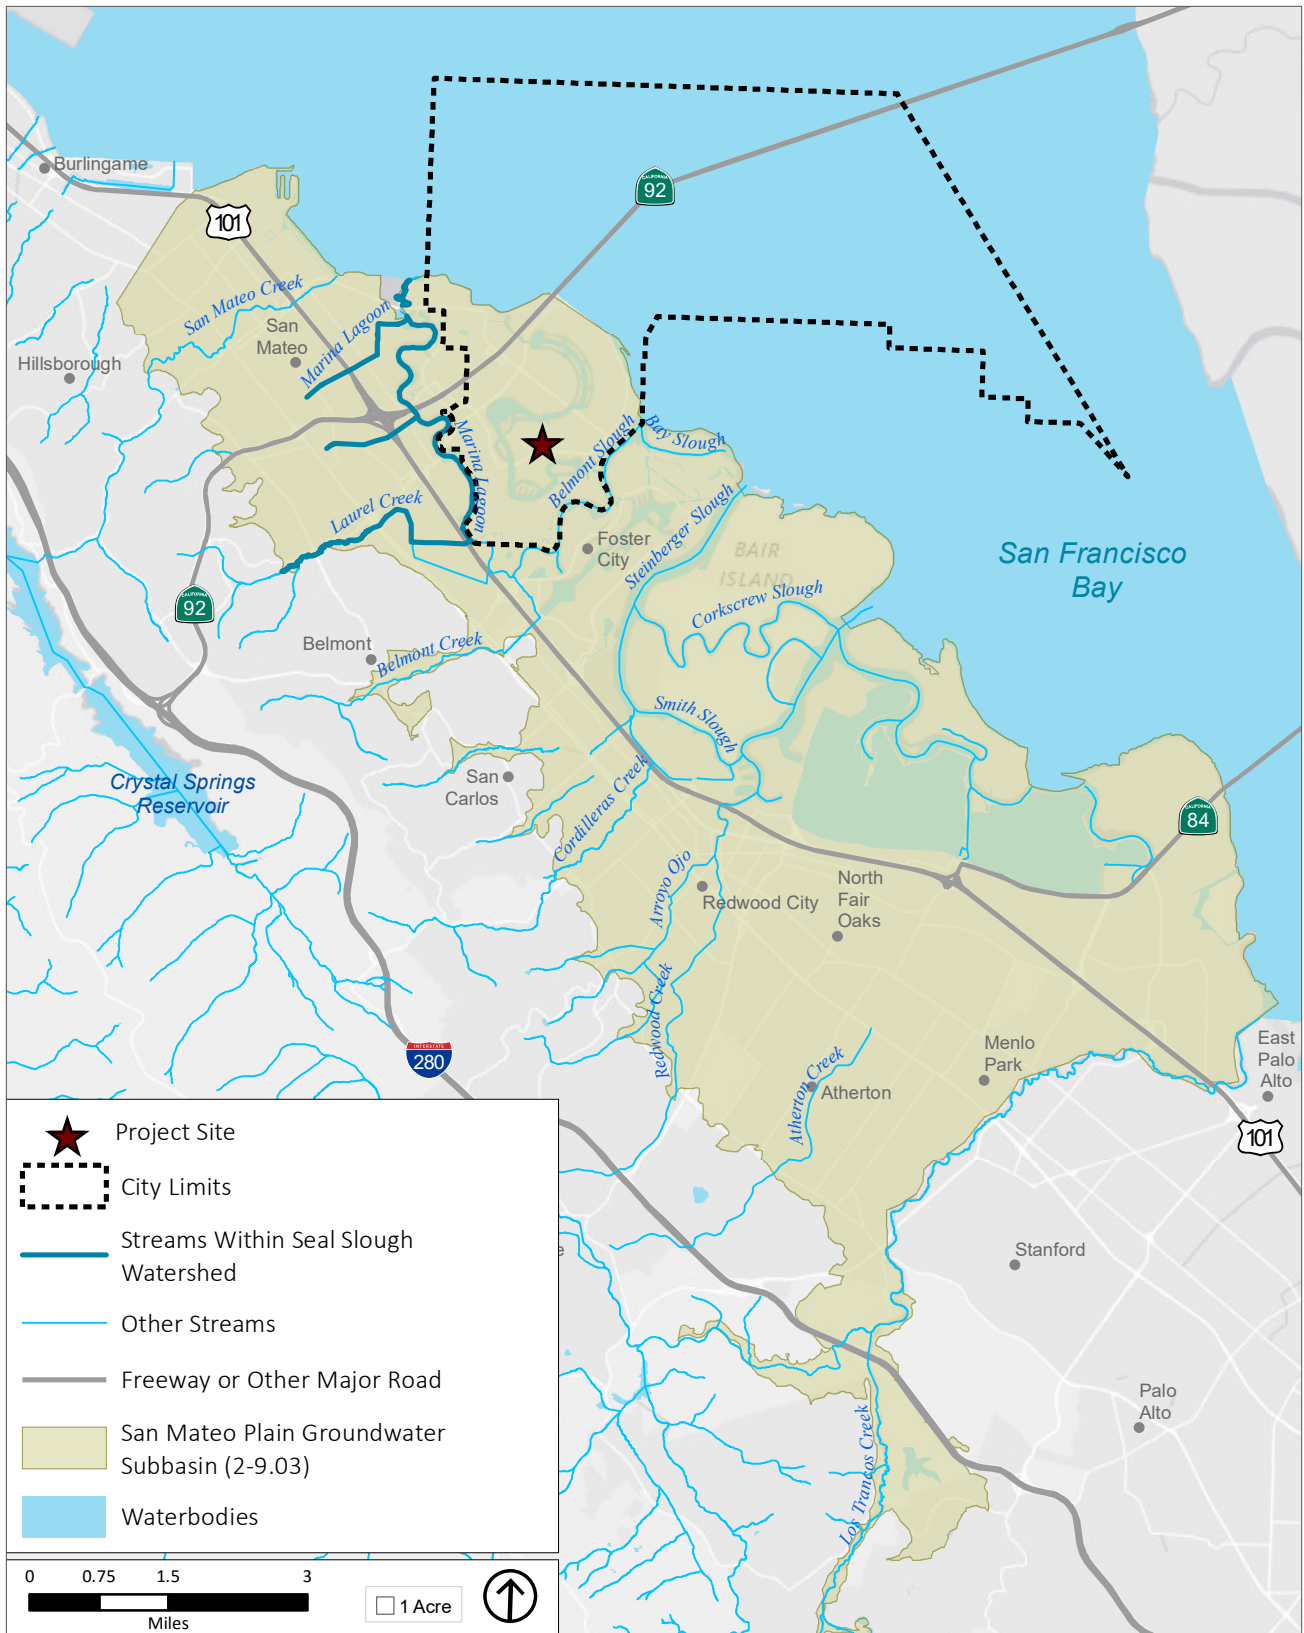 Burlingame
CALIFORNIA
92
101
San Mateo Creek
San
Mateo
Marina Lagoon
Hillsborough
Marina Lagoon
Belmont Slough
Bay Slough
Laurel Creek
Foster
City
Steinberger Slough
BAIR
ISLAND
San Francisco
Bay
Corkscrew Slough
CALIFORNIA
92
Belmont
Belmont Creek
Smith Slough
Crystal Springs
Reservoir
San
Carlos
Cordilleras Creek
CALIFORNIA
84
Arroyo Ojo
Redwood City
North
Fair
Oaks
Redwood Creek
INTERSTATE
280
Menlo
Park
East
Palo
Alto
Atherton Creek
Atherton
101
e
Stanford
Palo
Alto
Los Trancos Creek
Project Site
City Limits
Streams Within Seal Slough
Watershed
Other Streams
Freeway or Other Major Road
San Mateo Plain Groundwater
Subbasin (2-9.03)
Waterbodies
0 0.75 1.5 3
Miles
1 Acre